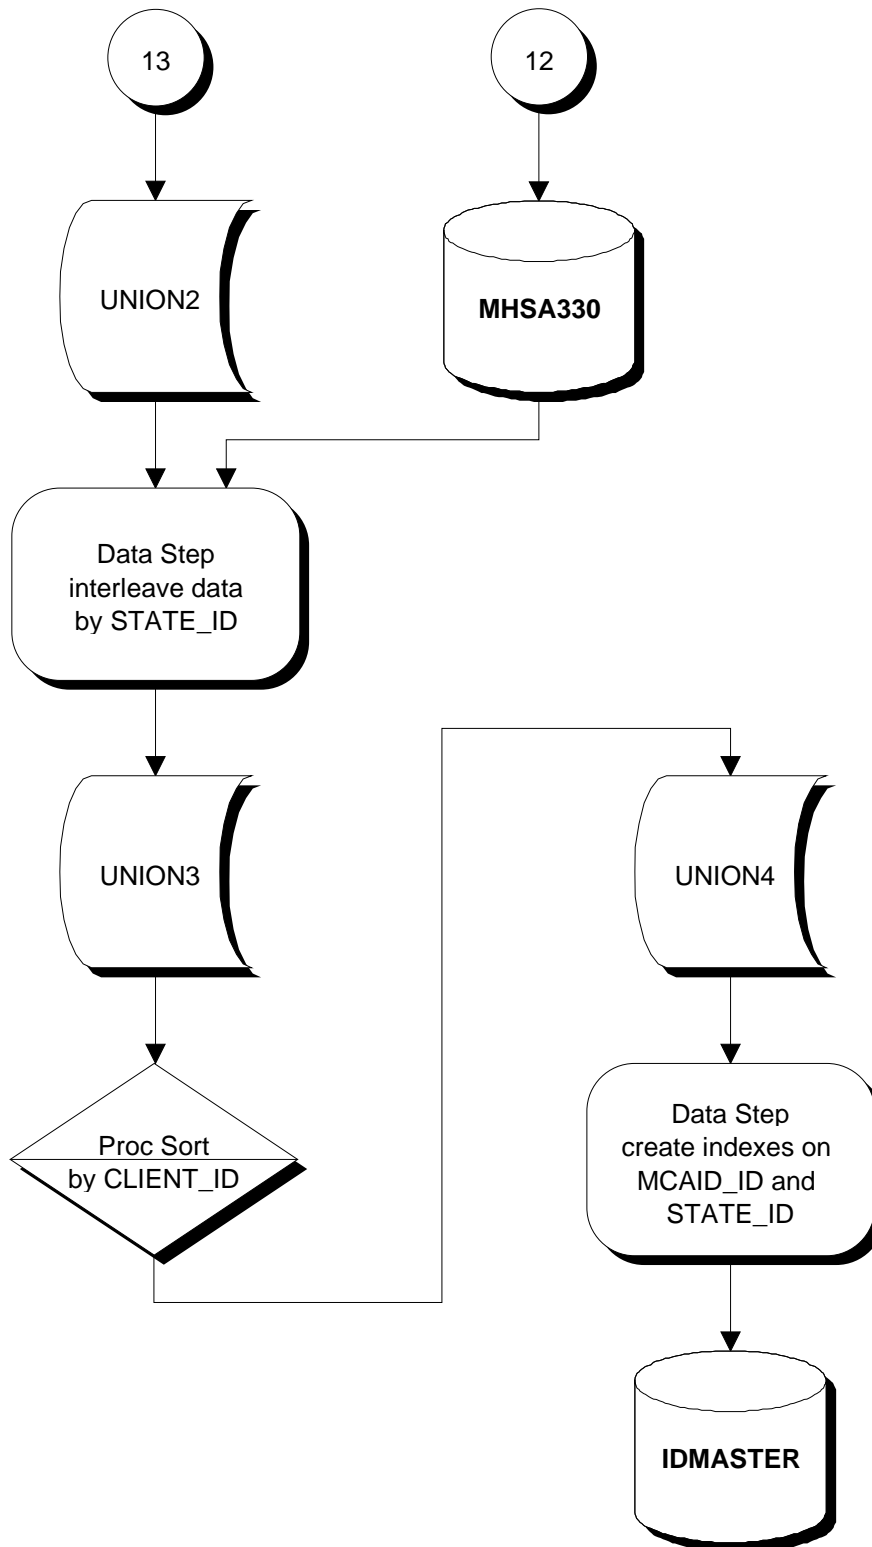 13
12
UNION2
MHSA330
Data Step
interleave data
by STATE_ID
UNION3
UNION4
Proc Sort
by CLIENT_ID
Data Step
create indexes on
MCAID_ID and
STATE_ID
IDMASTER